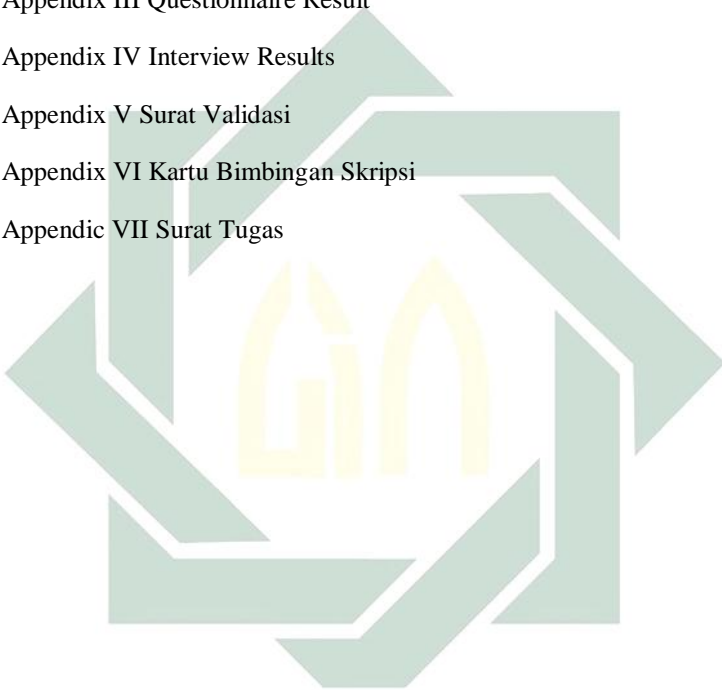 Appendix III Questionnaire Result
Appendix IV Interview Results
Appendix V Surat Validasi
Appendix VI Kartu Bimbingan Skripsi
Appendic VII Surat Tugas